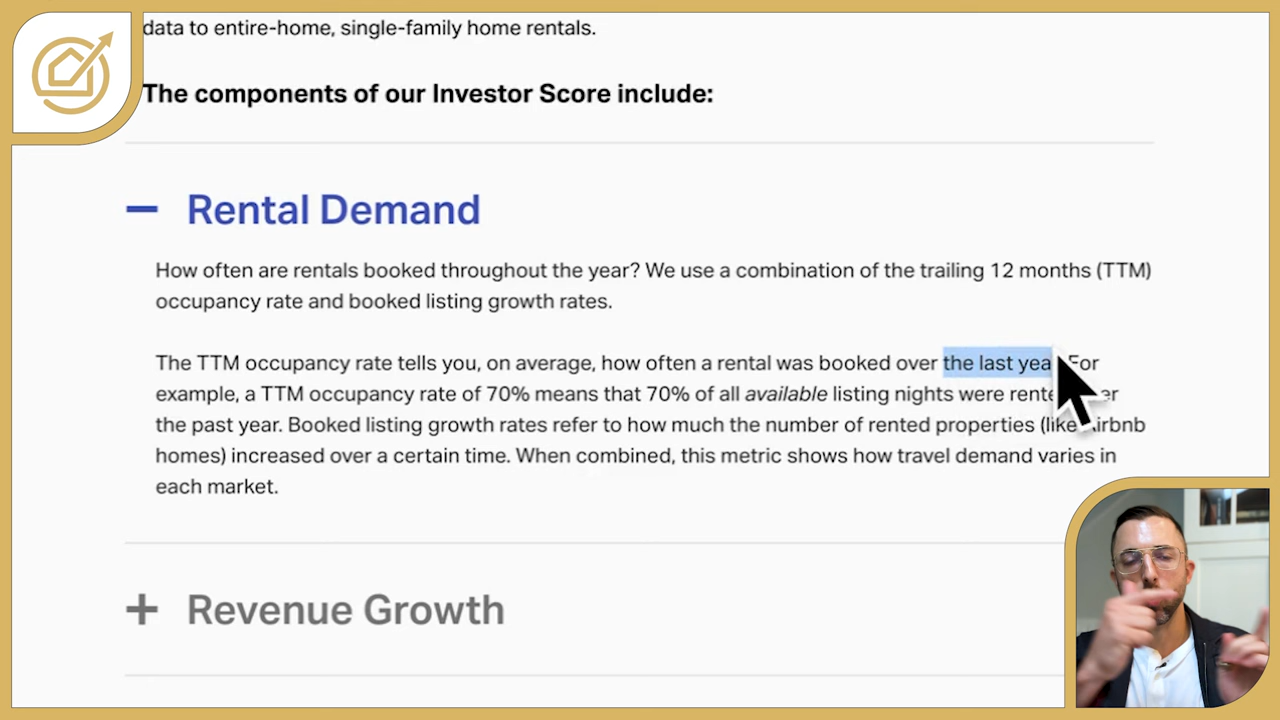 data to entire-home, single-family home rentals.
The components of our Investor Score include:
Rental Demand
How often are rentals booked throughout the year? We use a combination of the trailing 12 months (TTM)
occupancy rate and booked listing growth rates.
The TTM occupancy rate tells you, on average, how often a rental was booked over the last yea For
example, a TTM occupancy rate of 70% means that 70% of all available listing nights were rente er
the past year. Booked listing growth rates refer to how much the number of rented properties (like Airbnb
homes) increased over a certain time. When combined, this metric shows how travel demand varies in
each market.
Revenue Growth